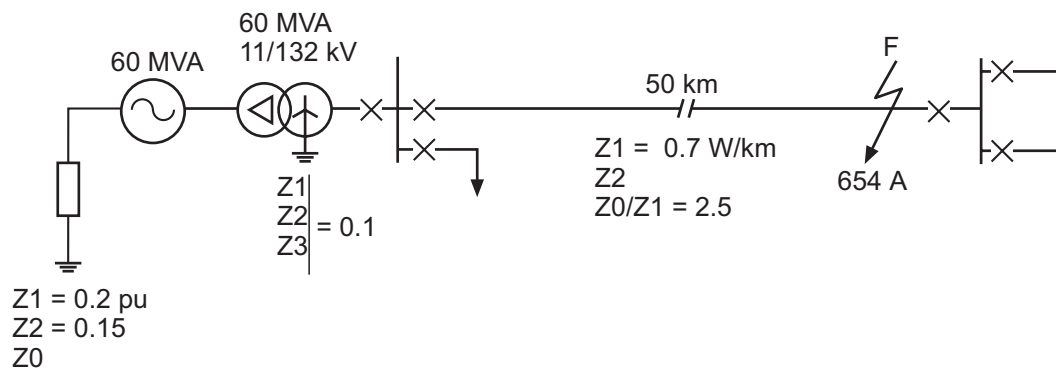 60 MVA
60 MVA
11/132 kV
50 km
F
Z1 = 0.7 W/km
Z2
Z0/Z1 = 2.5
654 A
Z1
Z2
Z3
= 0.1
Z1 = 0.2 pu
Z2 = 0.15
Z0